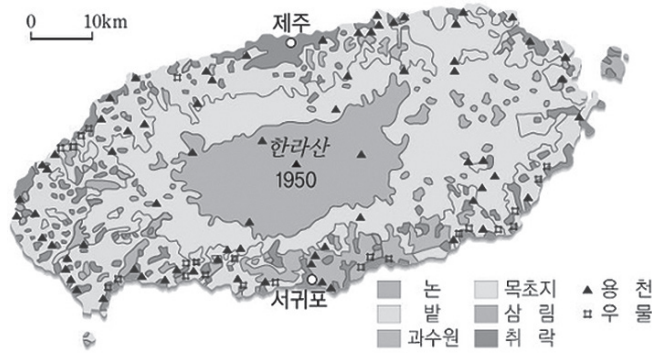 0 10km
제주
한라산
1950
서귀포
논 목초지 용 천
밭 삼 림 우 물
과수원 취 락